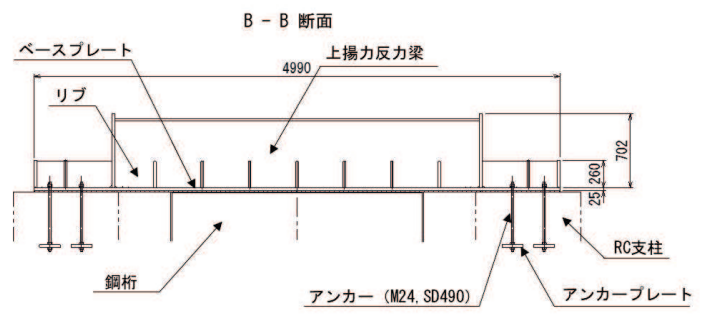 B - B 断面
ベースプレート
上揚力反力梁
4990
リブ
702
260
25
RC支柱
鋼桁
アンカー (M24,SD490)
アンカープレート